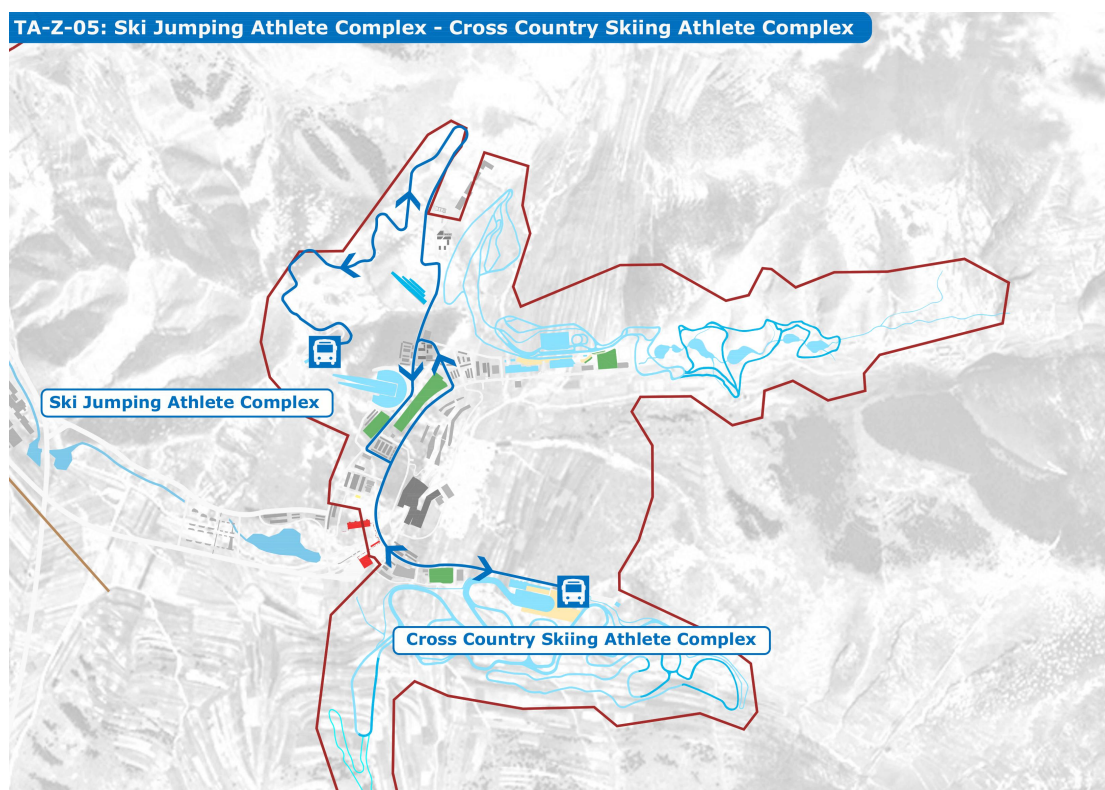 TA-Z-05: Ski Jumping Athlete Complex - Cross Country Skiing Athlete Complex
Ski Jumping Athlete Complex
Cross Country Skiing Athlete Complex